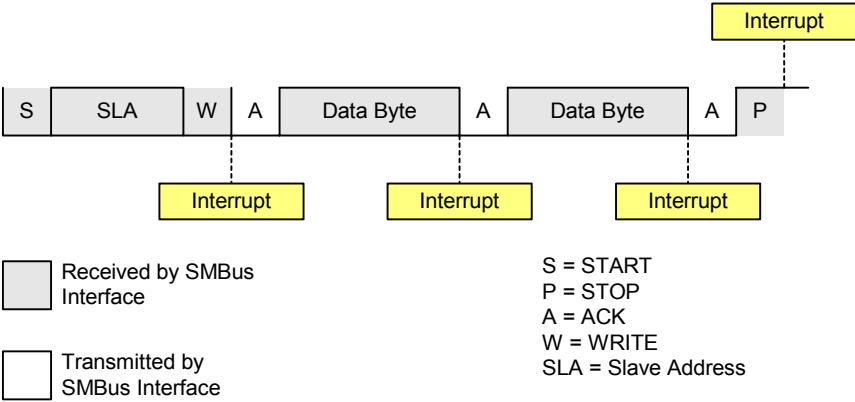 Interrupt
S SLA W A Data Byte A Data Byte A P
Interrupt Interrupt Interrupt
Received by SMBus
Interface
Transmitted by
SMBus Interface
S = START
P = STOP
A = ACK
W = WRITE
SLA = Slave Address